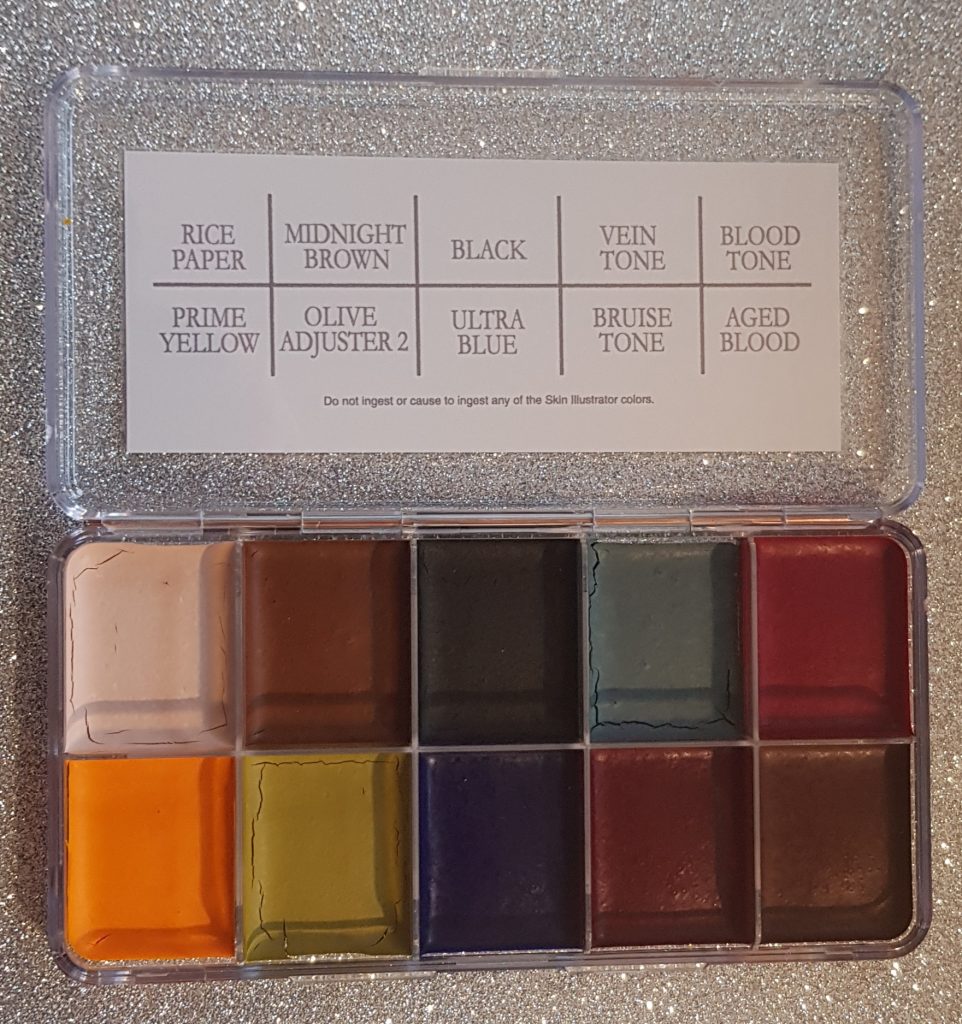 RICE
PAPER
MIDNIGHT
BROWN
BLACK
VEIN
TONE
BLOOD
TONE
PRIME
YELLOW
OLIVE
ADJUSTER 2
ULTRA
BLUE
BRUISE
TONE
AGED
BLOOD
Do not ingest or cause to ingest any of the Skin Illustrator colors.